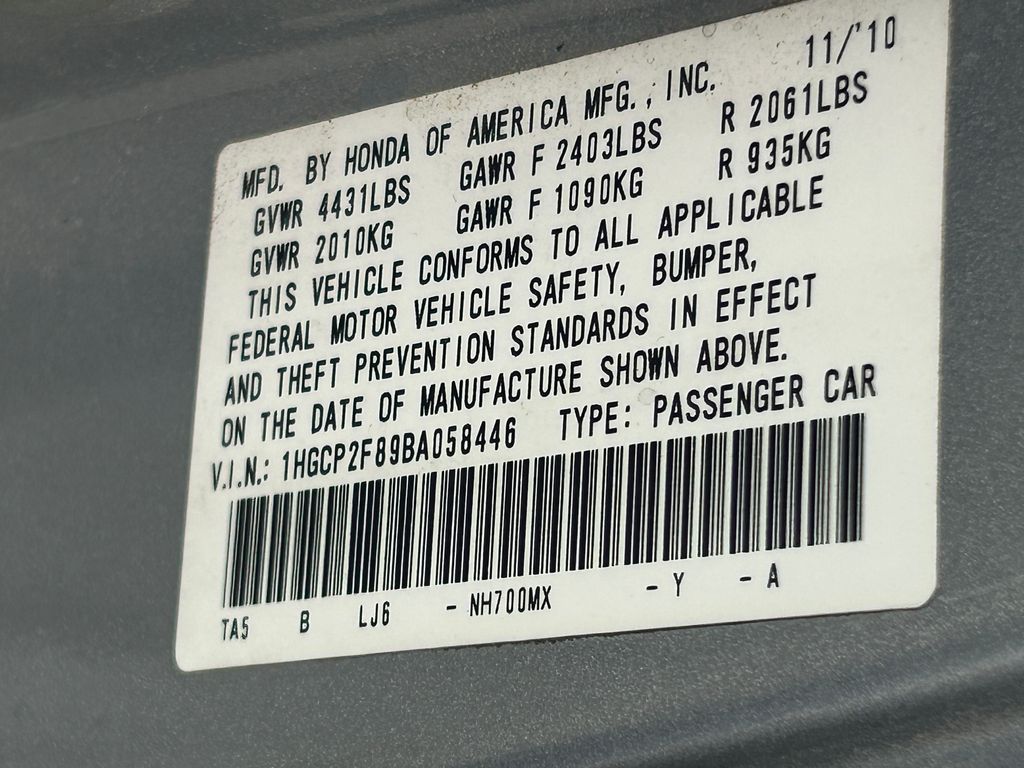 MFD. BY HONDA OF AMERICA MFG., INC. 11/'10
GVWR 4431LBS GAWR F 2403LBS R 2061LBS
GVWR 2010KG GAWR F 1090KG R 935KG
THIS VEHICLE CONFORMS TO ALL APPLICABLE
FEDERAL MOTOR VEHICLE SAFETY, BUMPER,
AND THEFT PREVENTION STANDARDS IN EFFECT
ON THE DATE OF MANUFACTURE SHOWN ABOVE.
V.I.N.: 1HGCP2F89BA058446 TYPE: PASSENGER CAR
TA5 B LJ6 - NH700MX - Y - A